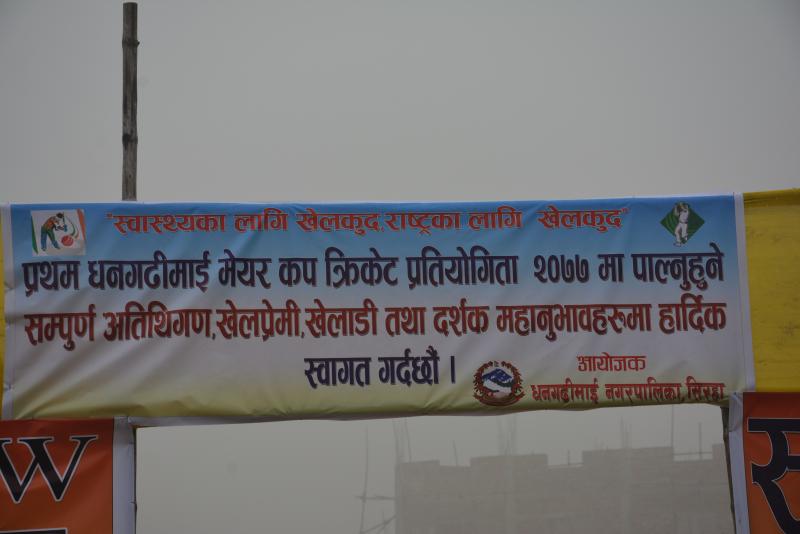 "स्वास्थ्यका लागि खेलकुद,राष्ट्रका लागि खेलकुद"
प्रथम धनगढीमाई मेयर कप क्रिकेट प्रतियोगिता २०७७ मा पाल्नुहुने
सम्पुर्ण अतिथिगण,खेलप्रेमी,खेलाडी तथा दर्शक महानुभावहरुमा हार्दिक
स्वागत गर्दछौं ।
आयोजक
धनगढीमाई नगरपालिका,सिरहा
W